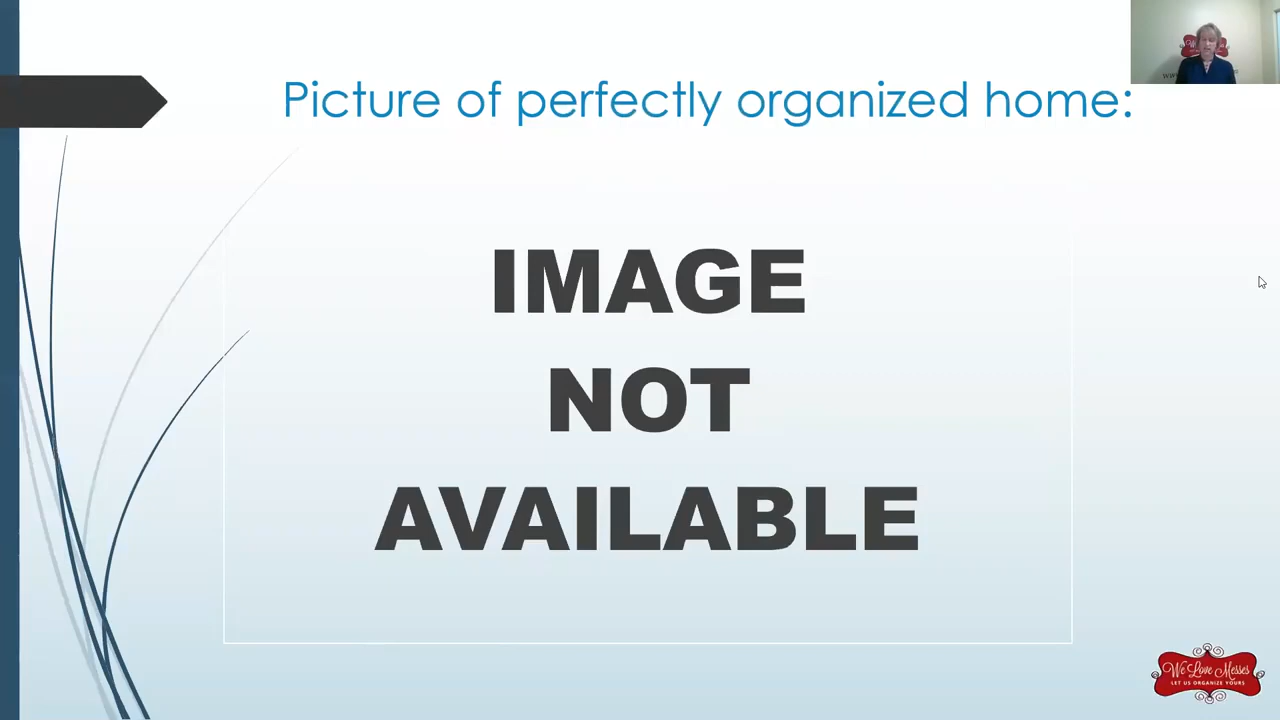 Picture of perfectly organized home:
IMAGE
NOT
AVAILABLE
We Love Messes
LET US ORGANIZE YOURS